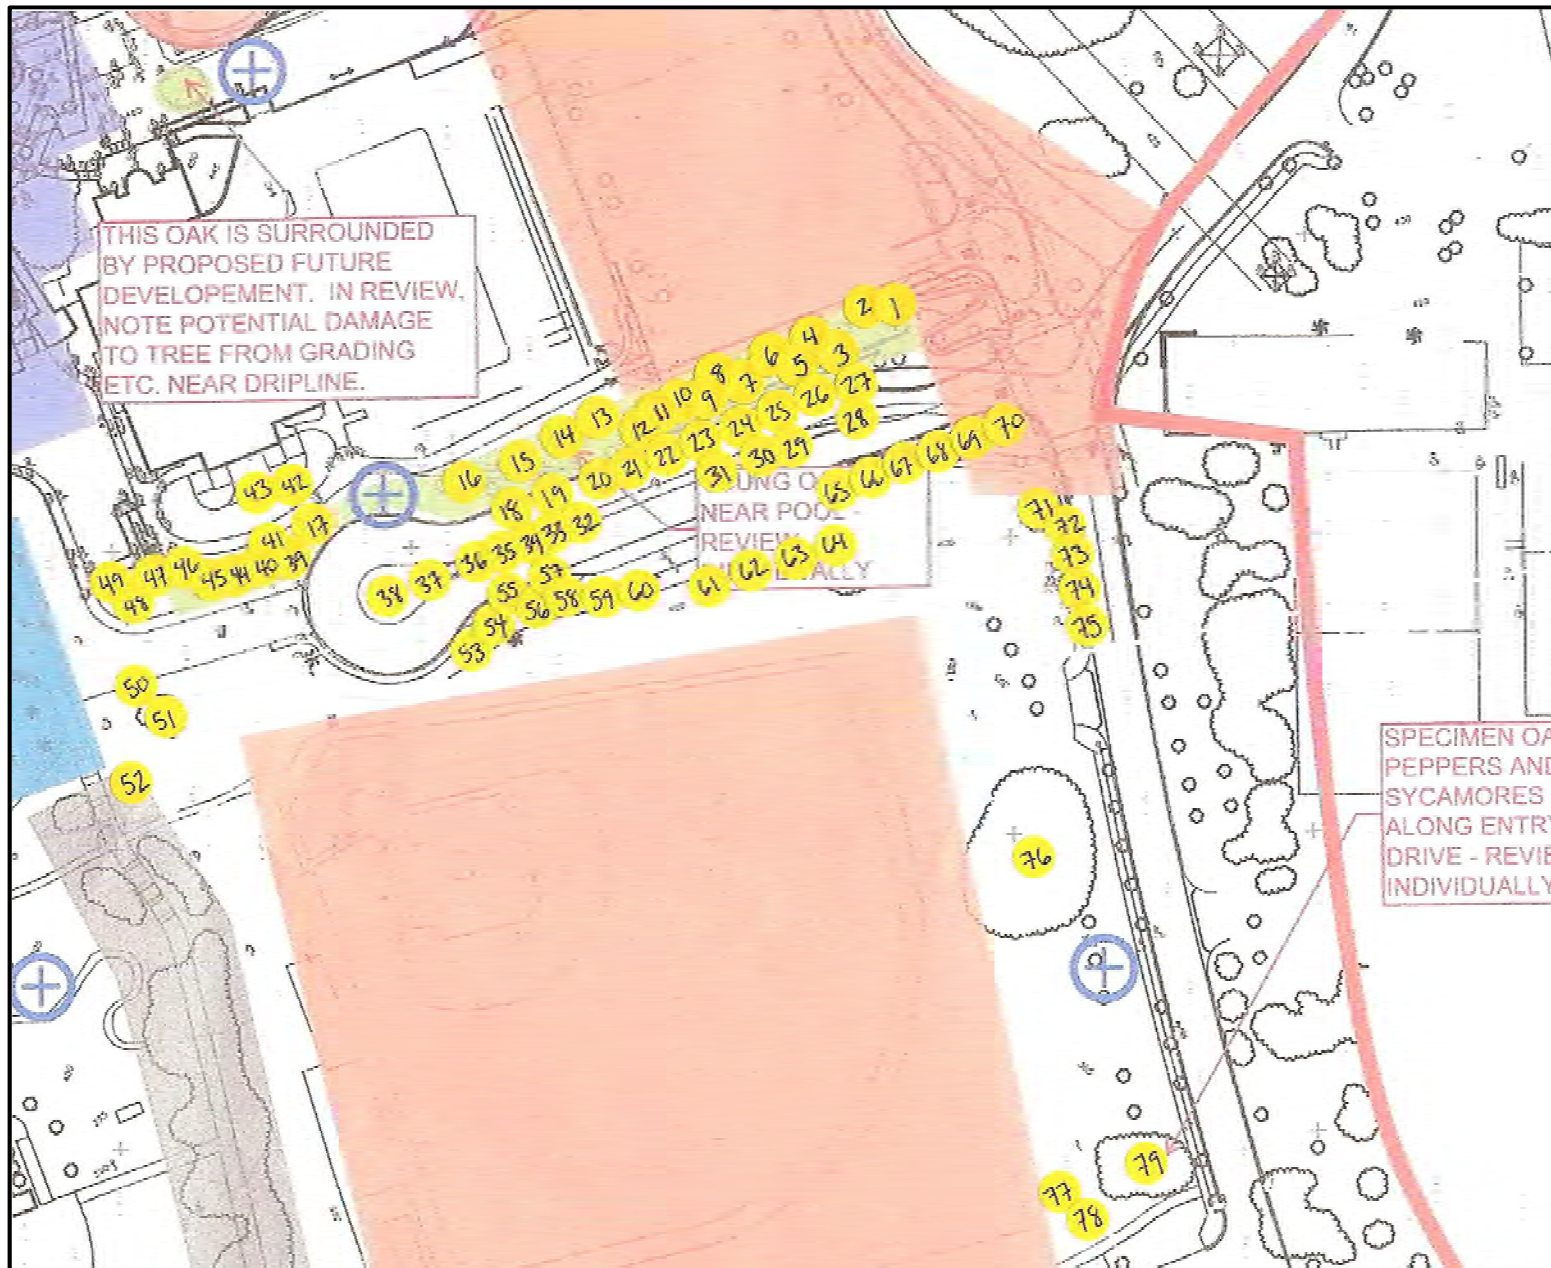 THIS OAK IS SURROUNDED
BY PROPOSED FUTURE
DEVELOPEMENT. IN REVIEW,
NOTE POTENTIAL DAMAGE
TO TREE FROM GRADING
ETC. NEAR DRIPLINE.
2 1
4
6 5 3
8 7 27
10 9 26
13 12 11 25
14 24
15 23 28
16 22 30 29
43 42 20 21 31
18 19
17 32
41 33
34
35
36
49 47 46 45 44 40 39
48
38 37
55 57
56 58 59 60
54
53
61 62 63 64
65 66 67 68 69 70
NEAR POOL -
REVIEW
71
72
73
74
75
50
51
52
SPECIMEN OA
PEPPERS AND
SYCAMORES
ALONG ENTRY
DRIVE - REVIE
INDIVIDUALLY
76
79
77
78